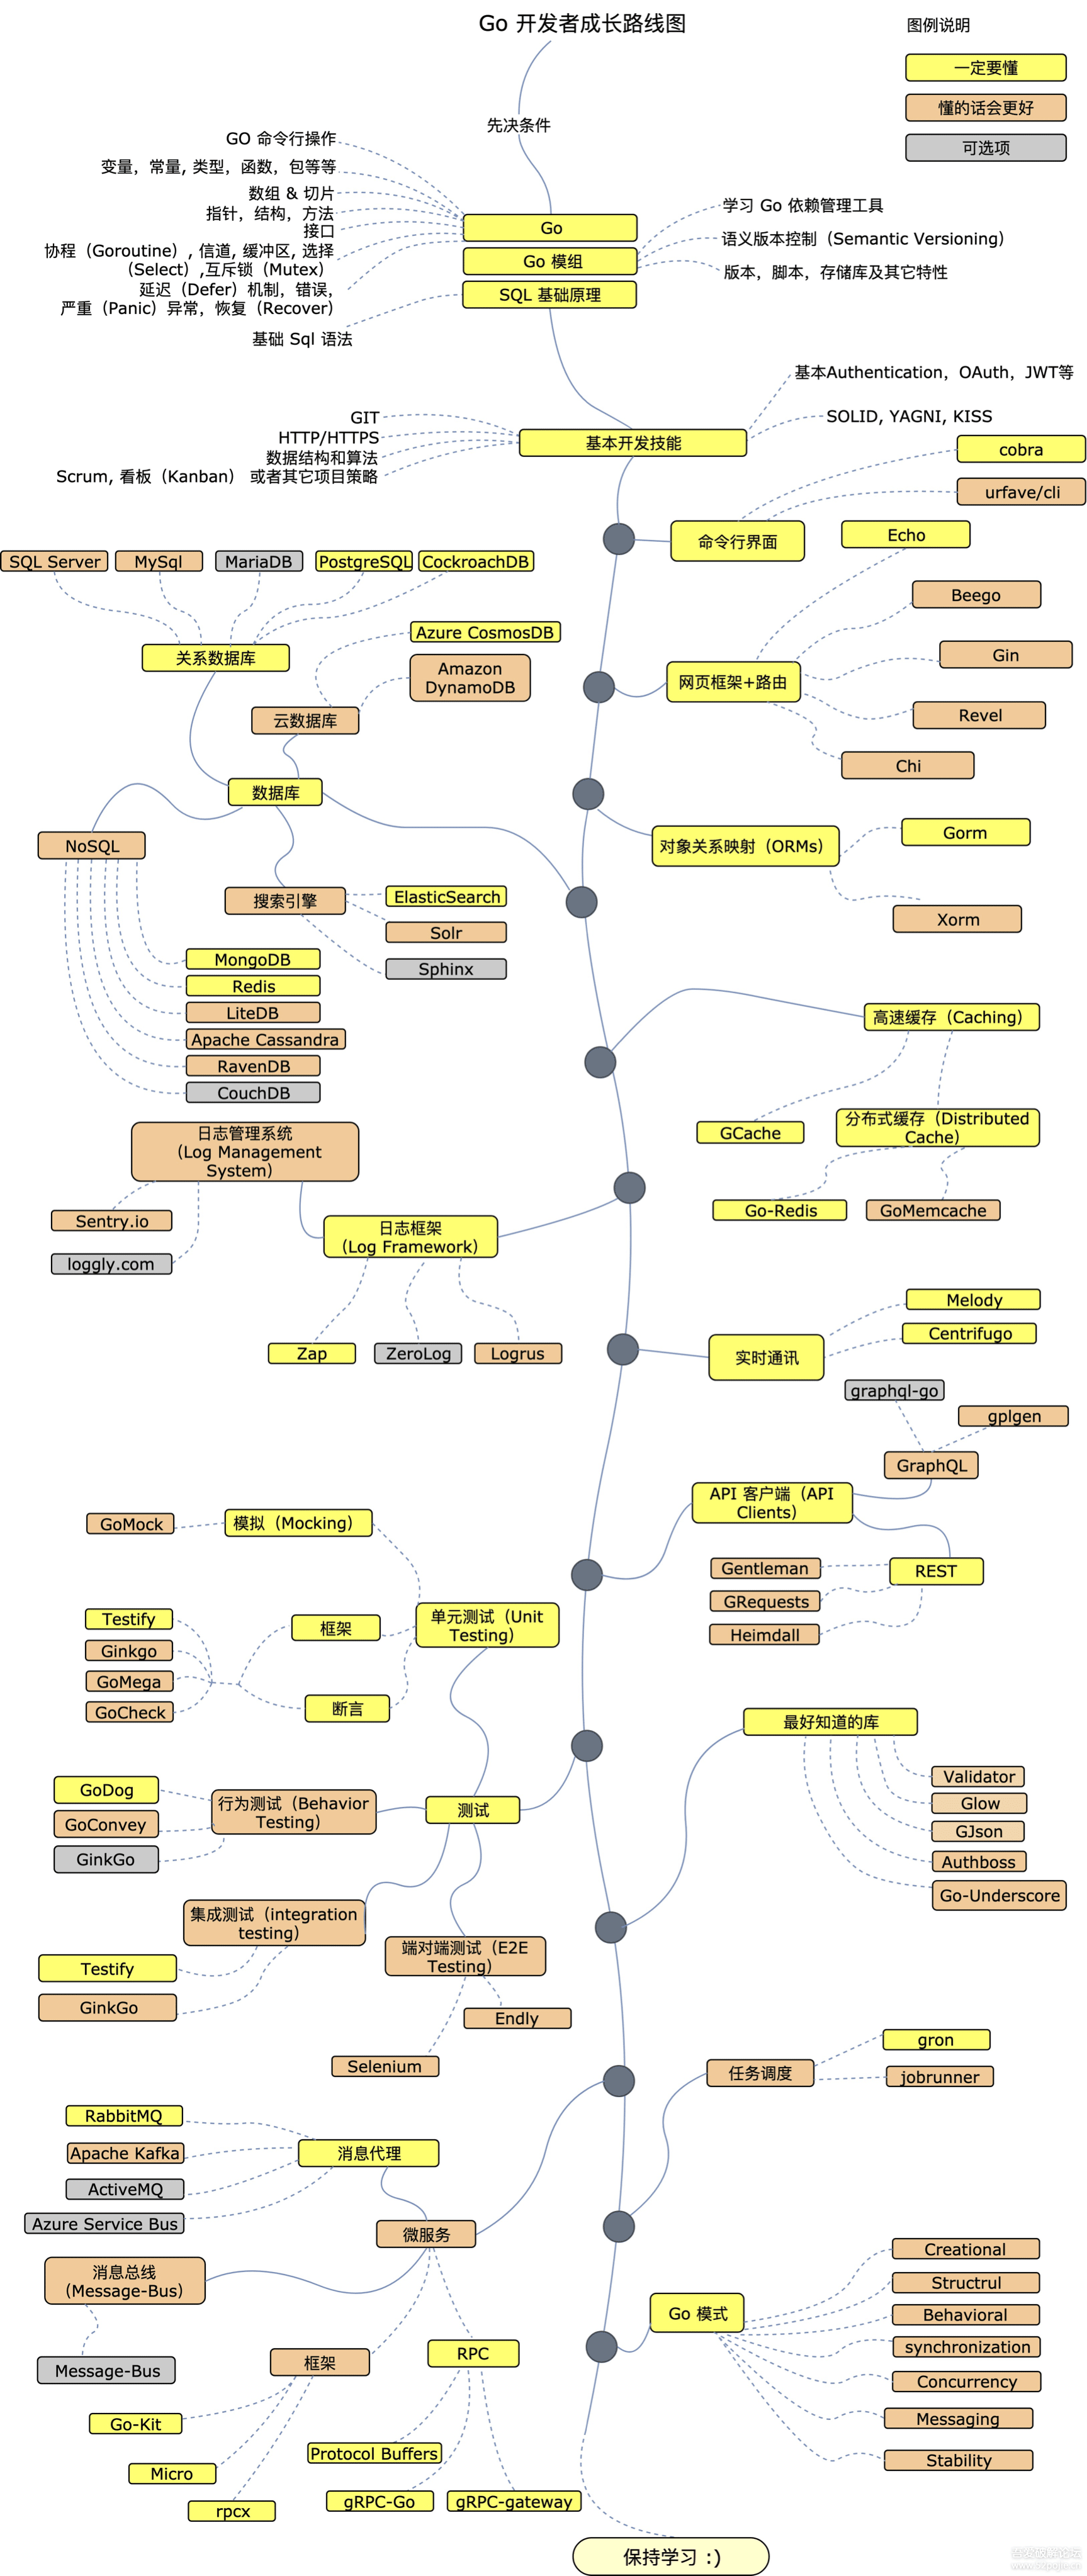 Go 开发者成长路线图
图例说明
一定要懂
懂的话会更好
可选项
先决条件
GO 命令行操作
变量，常量, 类型，函数，包等等
数组 & 切片
指针，结构，方法
接口
协程（Goroutine）, 信道, 缓冲区, 选择
（Select）,互斥锁（Mutex）
延迟（Defer）机制，错误，
严重（Panic）异常，恢复（Recover）
基础 Sql 语法
Go
Go 模组
SQL 基础原理
学习 Go 依赖管理工具
语义版本控制（Semantic Versioning）
版本，脚本，存储库及其它特性
基本Authentication，OAuth，JWT等
SOLID, YAGNI, KISS
GIT
HTTP/HTTPS
数据结构和算法
Scrum, 看板（Kanban） 或者其它项目策略
基本开发技能
cobra
urfave/cli
命令行界面
Echo
Beego
Gin
Revel
Chi
网页框架+路由
SQL Server
MySql
MariaDB
PostgreSQL
CockroachDB
关系数据库
Azure CosmosDB
Amazon
DynamoDB
云数据库
数据库
NoSQL
搜索引擎
ElasticSearch
Solr
Sphinx
MongoDB
Redis
LiteDB
Apache Cassandra
RavenDB
CouchDB
对象关系映射（ORMs）
Gorm
Xorm
高速缓存（Caching）
GCache
分布式缓存（Distributed
Cache）
Go-Redis
GoMemcache
日志管理系统
（Log Management
System）
Sentry.io
loggly.com
日志框架
（Log Framework）
Zap
ZeroLog
Logrus
实时通讯
Melody
Centrifugo
graphql-go
gplgen
GraphQL
API 客户端（API
Clients）
REST
Gentleman
GRequests
Heimdall
GoMock
模拟（Mocking）
单元测试（Unit
Testing）
框架
断言
Testify
Ginkgo
GoMega
GoCheck
最好知道的库
Validator
Glow
GJson
Authboss
Go-Underscore
GoDog
GoConvey
GinkGo
行为测试（Behavior
Testing）
测试
集成测试（integration
testing）
Testify
GinkGo
端对端测试（E2E
Testing）
Endly
Selenium
任务调度
gron
jobrunner
RabbitMQ
Apache Kafka
ActiveMQ
Azure Service Bus
消息代理
微服务
消息总线
（Message-Bus）
Message-Bus
框架
Go-Kit
Micro
rpcx
RPC
Protocol Buffers
gRPC-Go
gRPC-gateway
Go 模式
Creational
Structrul
Behavioral
synchronization
Concurrency
Messaging
Stability
保持学习 :)
吾爱破解论坛
www.52pojie.cn